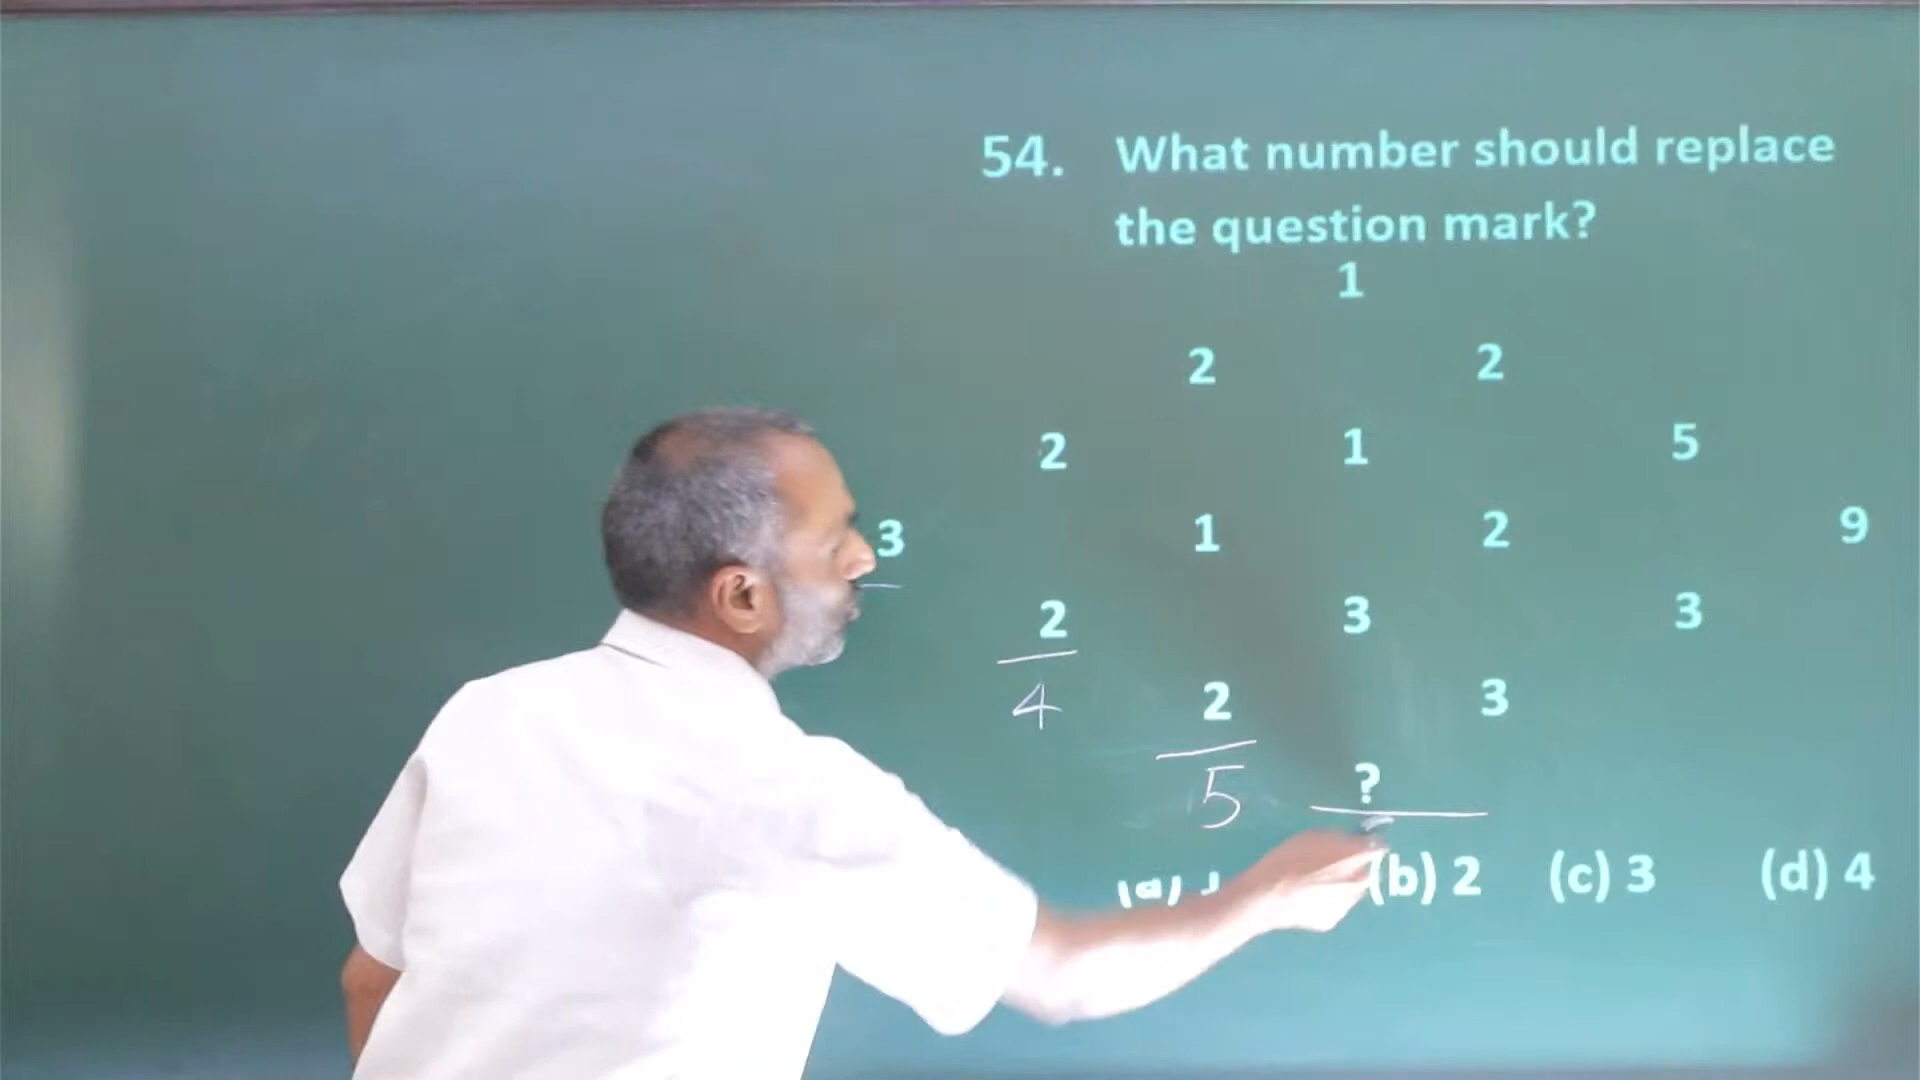 54. What number should replace
the question mark?
1
2 2
2 1 5
3 1 2 9
2 3 3
4
2 3
5
?
(b) 2 (c) 3 (d) 4